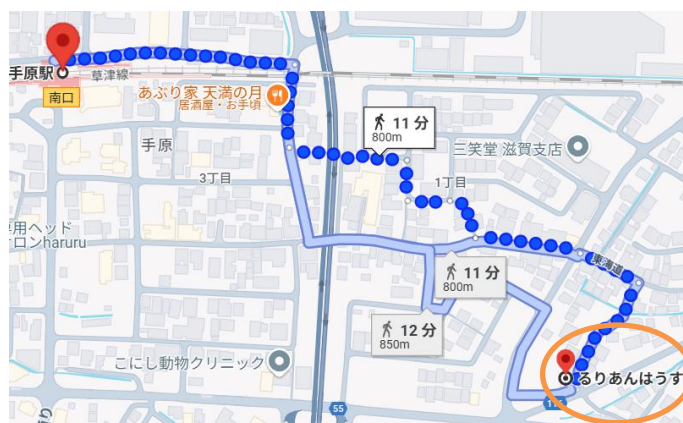 手原駅
草津線
南口
あぶり家 天満の月
居酒屋・お手頃
11 分
800m
三笑堂 滋賀支店
手原
3丁目
1丁目
専用ヘッド
ロンharuru
東海道
11 分
800m
12 分
850m
こにし動物クリニック
るりあんはうす
55